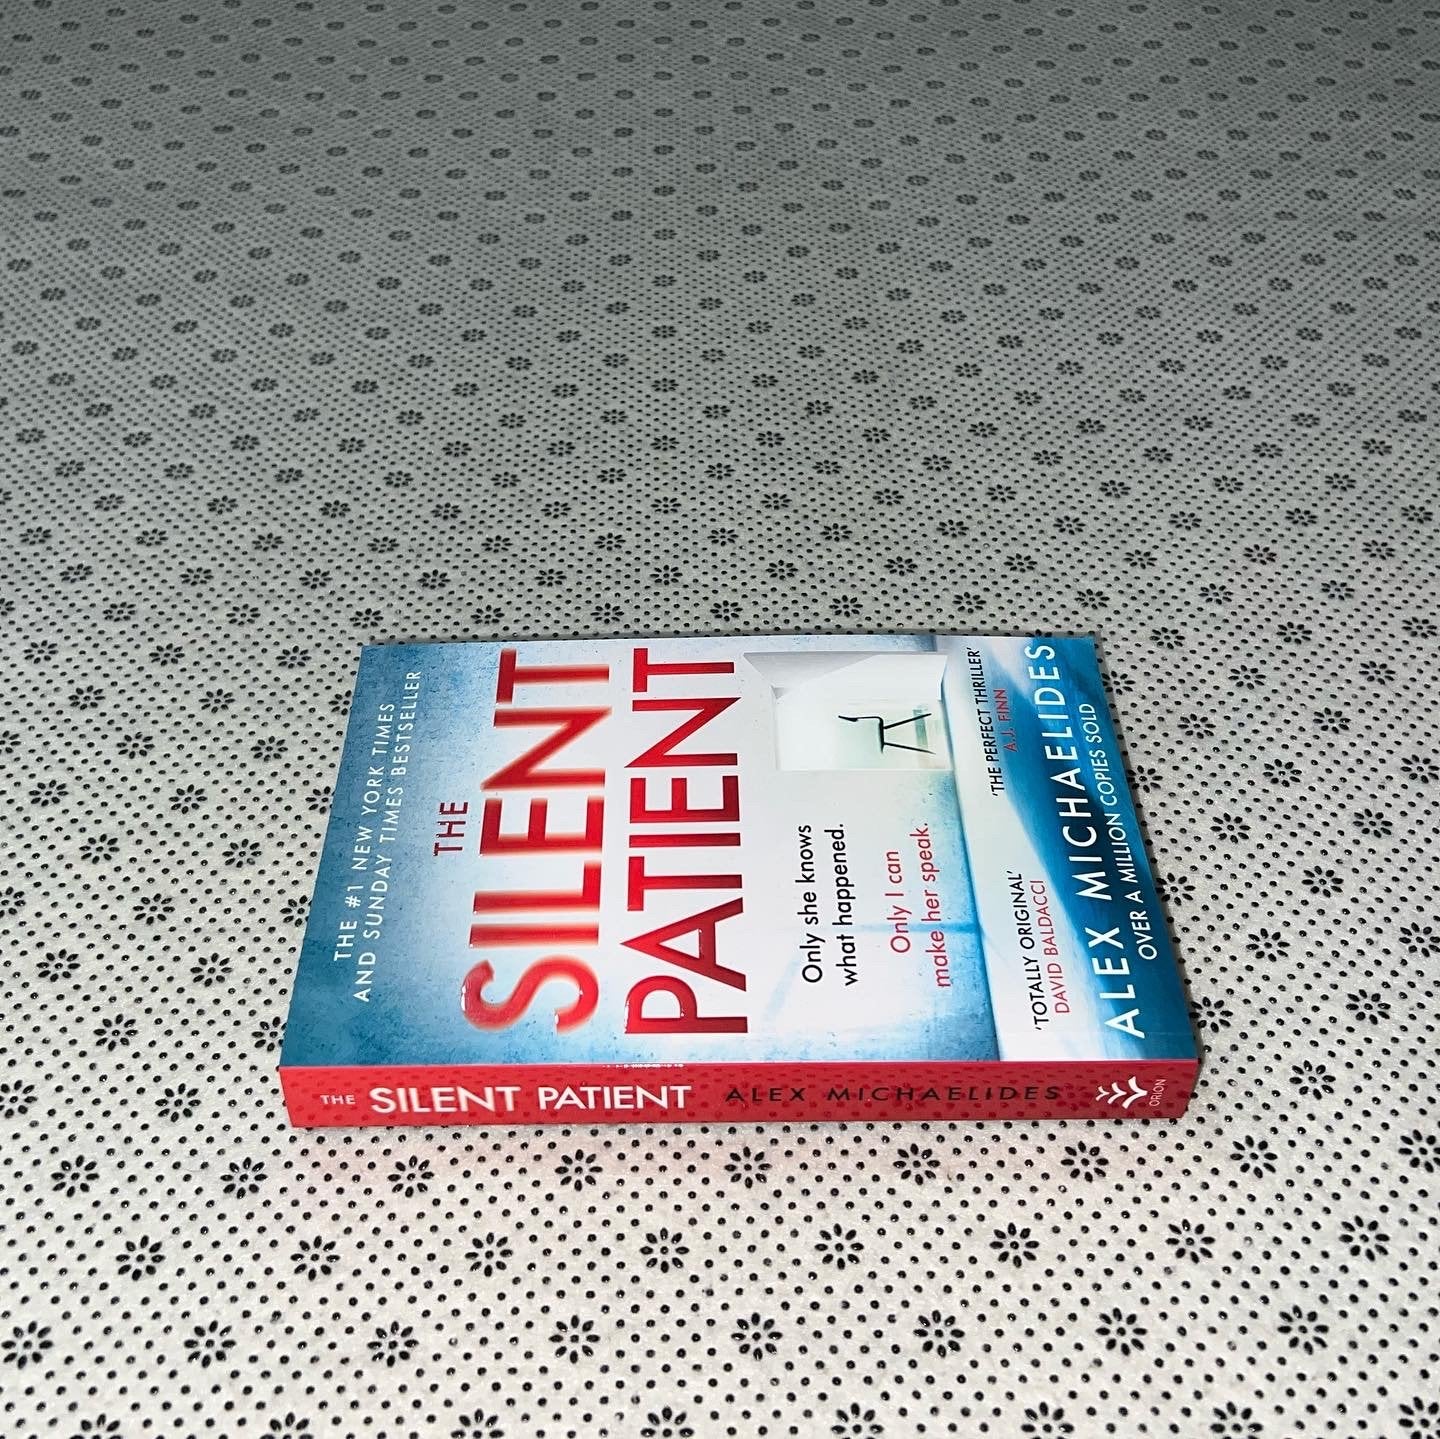 THE #1 NEW YORK TIMES
AND SUNDAY TIMES BESTSELLER
THE
SILENT
PATIENT
Only she knows
what happened.
Only I can
make her speak.
'TOTALLY ORIGINAL'
DAVID BALDACCI
'THE PERFECT THRILLER'
A.J. FINN
ALEX MICHAELIDES
OVER A MILLION COPIES SOLD
THE SILENT PATIENT ALEX MICHAELIDES ORION